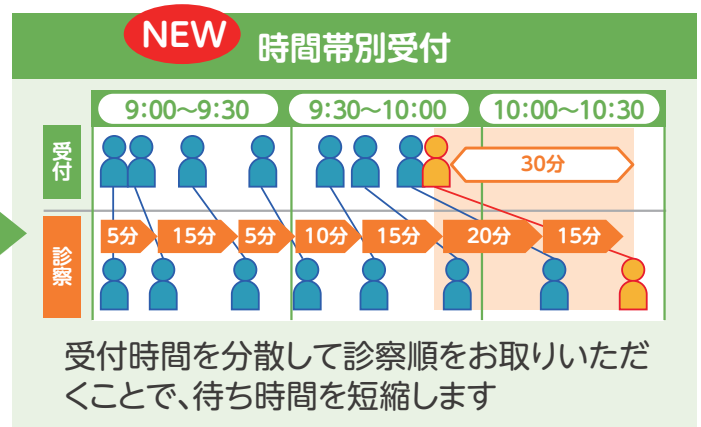 NEW 時間帯別受付
9:00〜9:30 9:30〜10:00 10:00〜10:30
受付
30分
5分 15分 5分 10分 15分 20分 15分
診察
受付時間を分散して診察順をお取りいただ
くことで、待ち時間を短縮します